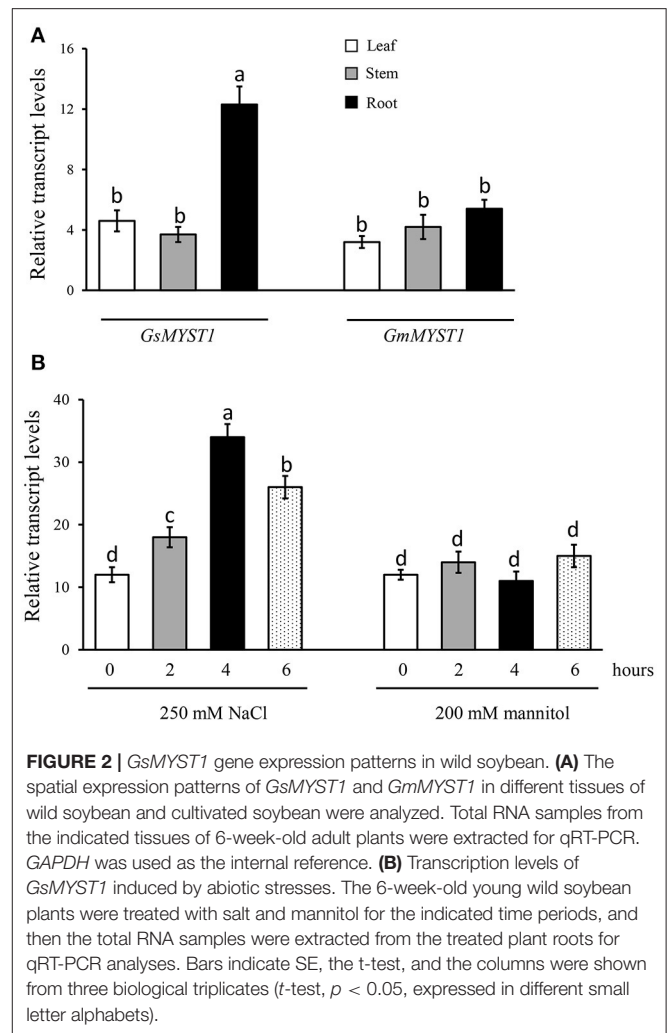 A
16
12
8
4
0
Relative transcript levels
Leaf
Stem
Root
b
b
a
b
b
b
GsMYST1
GmMYST1
B
40
30
20
10
0
Relative transcript levels
d
c
a
b
d
d
d
d
0 2 4 6 0 2 4 6 hours
250 mM NaCl 200 mM mannitol
FIGURE 2 | GsMYST1 gene expression patterns in wild soybean. (A) The
spatial expression patterns of GsMYST1 and GmMYST1 in different tissues of
wild soybean and cultivated soybean were analyzed. Total RNA samples from
the indicated tissues of 6-week-old adult plants were extracted for qRT-PCR.
GAPDH was used as the internal reference. (B) Transcription levels of
GsMYST1 induced by abiotic stresses. The 6-week-old young wild soybean
plants were treated with salt and mannitol for the indicated time periods, and
then the total RNA samples were extracted from the treated plant roots for
qRT-PCR analyses. Bars indicate SE, the t-test, and the columns were shown
from three biological triplicates (t-test, p < 0.05, expressed in different small
letter alphabets).